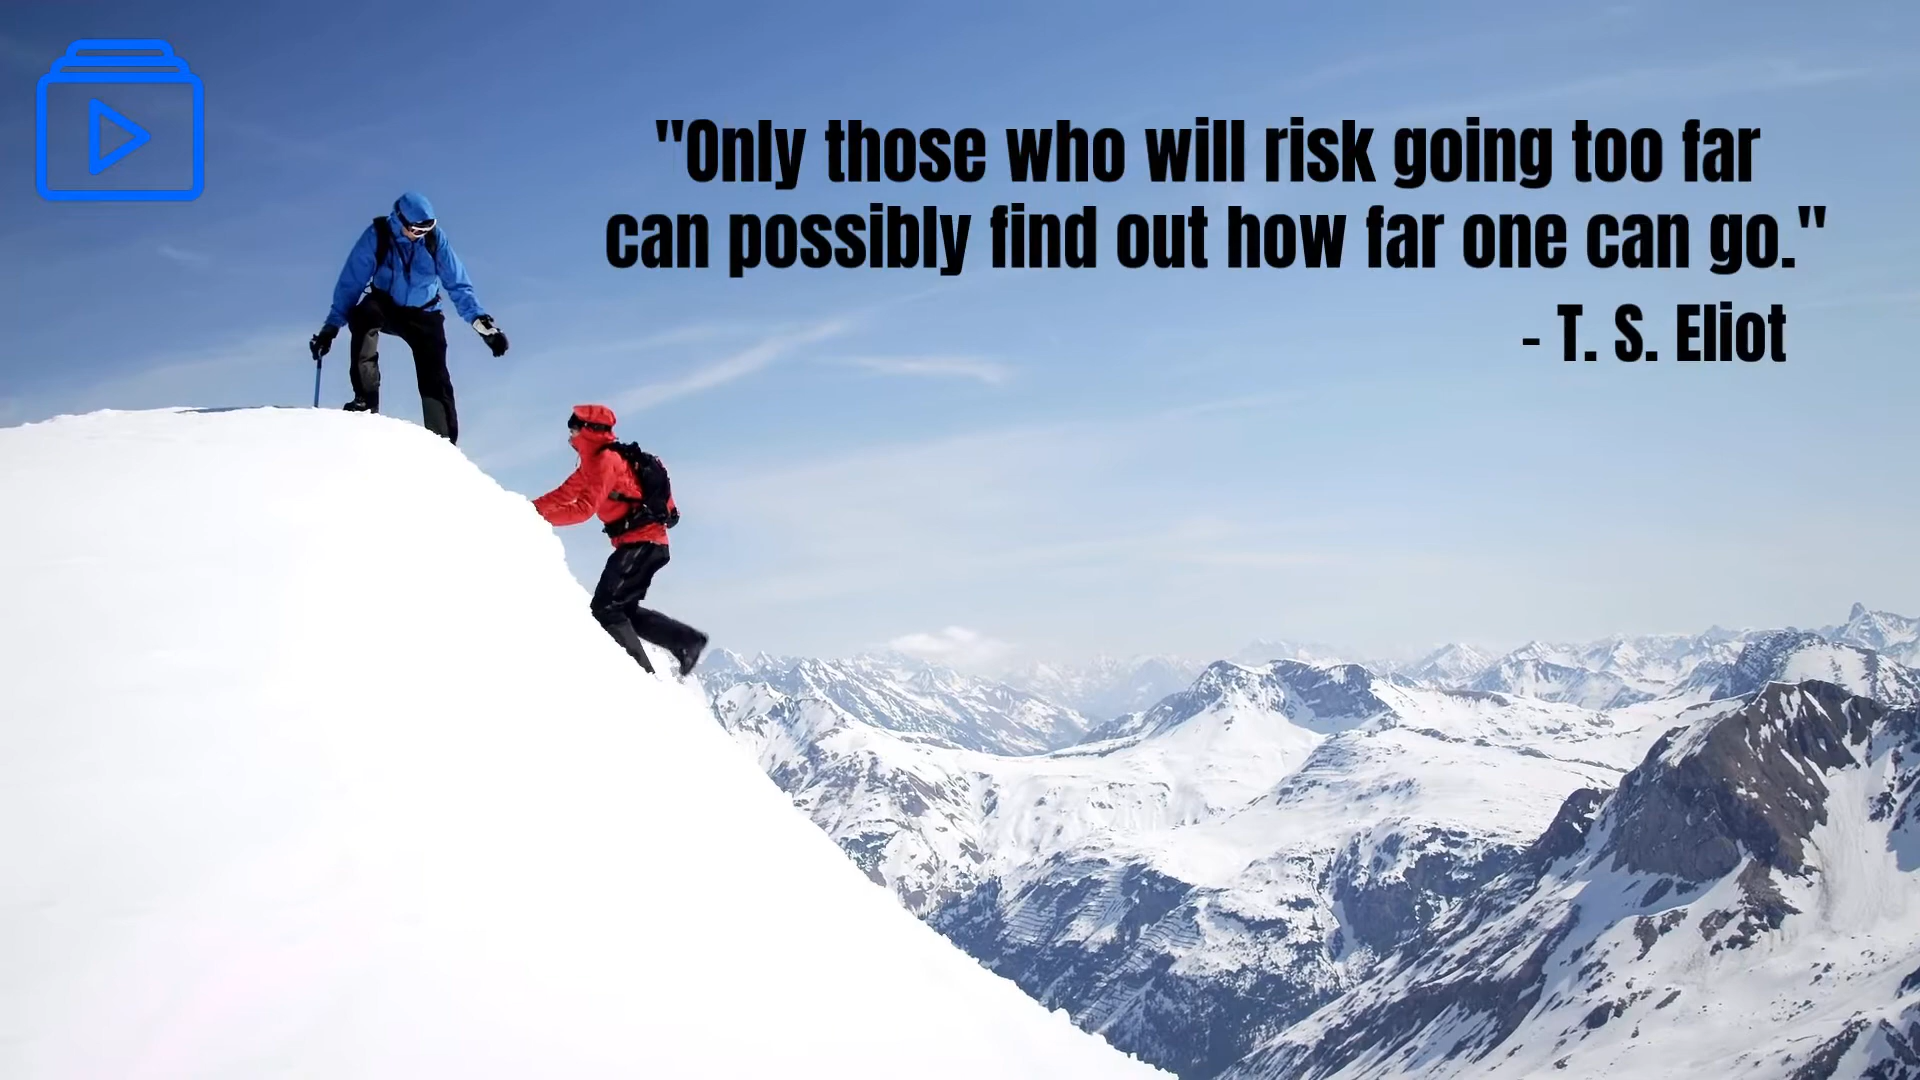 "Only those who will risk going too far
can possibly find out how far one can go."
- T. S. Eliot